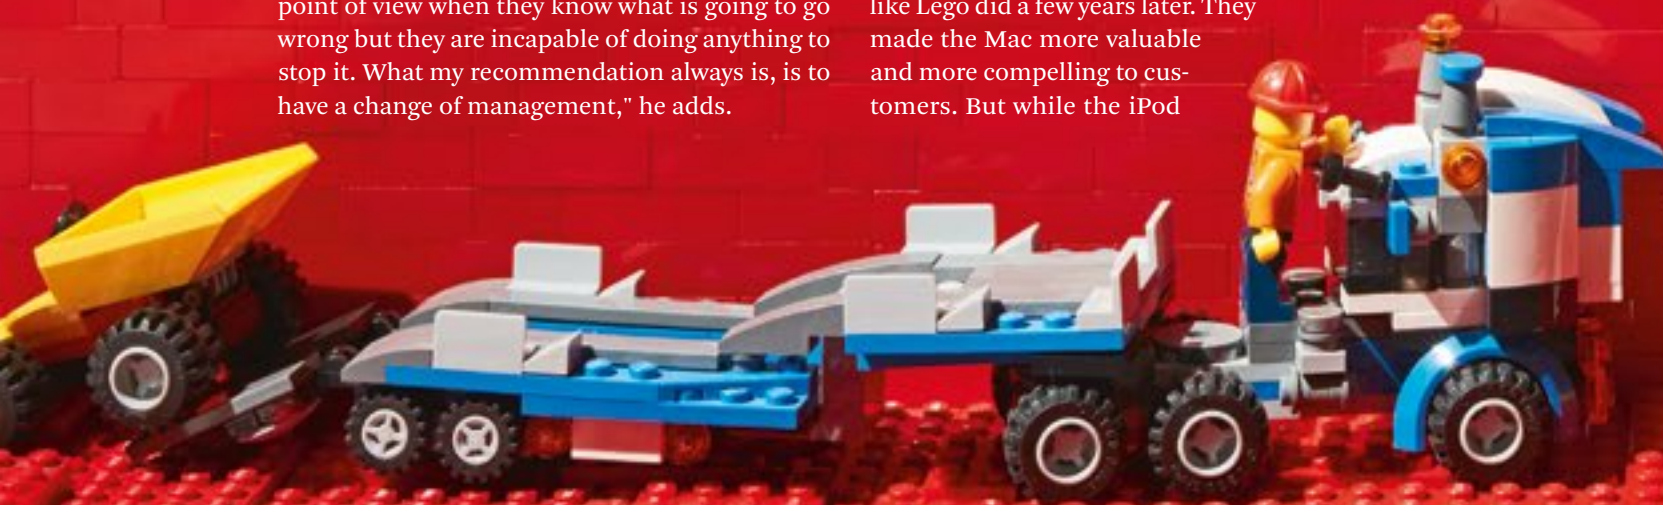 point of view when they know what is going to go
wrong but they are incapable of doing anything to
stop it. What my recommendation always is, is to
have a change of management," he adds.
like Lego did a few years later. They
made the Mac more valuable
and more compelling to cus-
tomers. But while the iPod